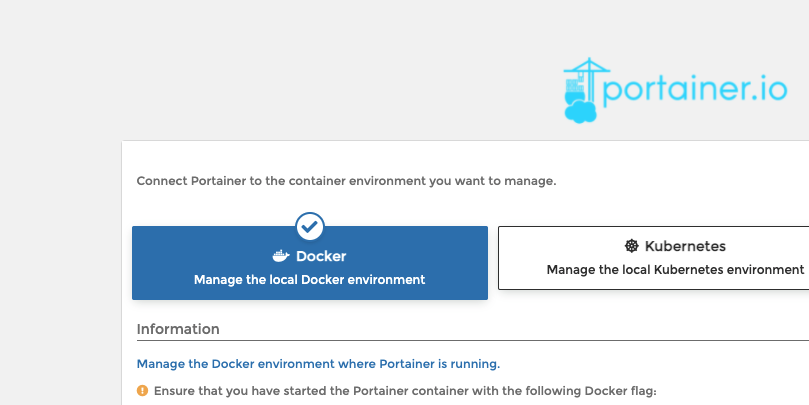 portainer.io
Connect Portainer to the container environment you want to manage.
Docker
Manage the local Docker environment
Kubernetes
Manage the local Kubernetes environment
Information
Manage the Docker environment where Portainer is running.
Ensure that you have started the Portainer container with the following Docker flag: